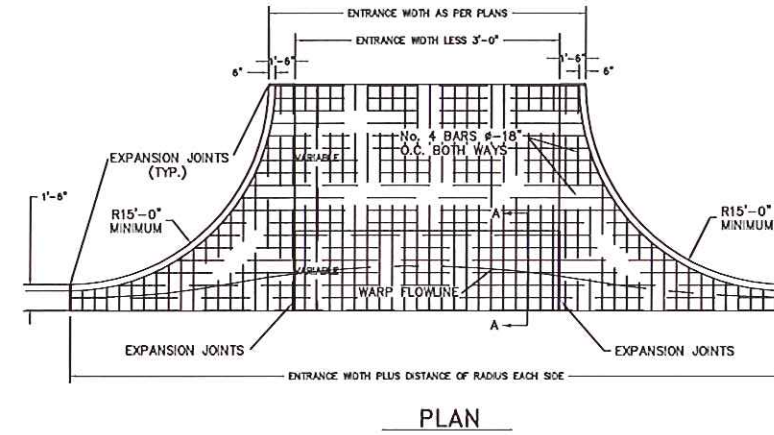 ENTRANCE WIDTH AS PER PLANS
ENTRANCE WIDTH LESS 3'-0"
1'-6"
1'-6"
6"
6"
No. 4 BARS @-18"
O.C. BOTH WAYS
EXPANSION JOINTS
(TYP.)
VARIABLE
1'-6"
R15'-0"
MINIMUM
A
R15'-0"
MINIMUM
VARIABLE
WARP FLOWLINE
A
EXPANSION JOINTS
EXPANSION JOINTS
ENTRANCE WIDTH PLUS DISTANCE OF RADIUS EACH SIDE
PLAN